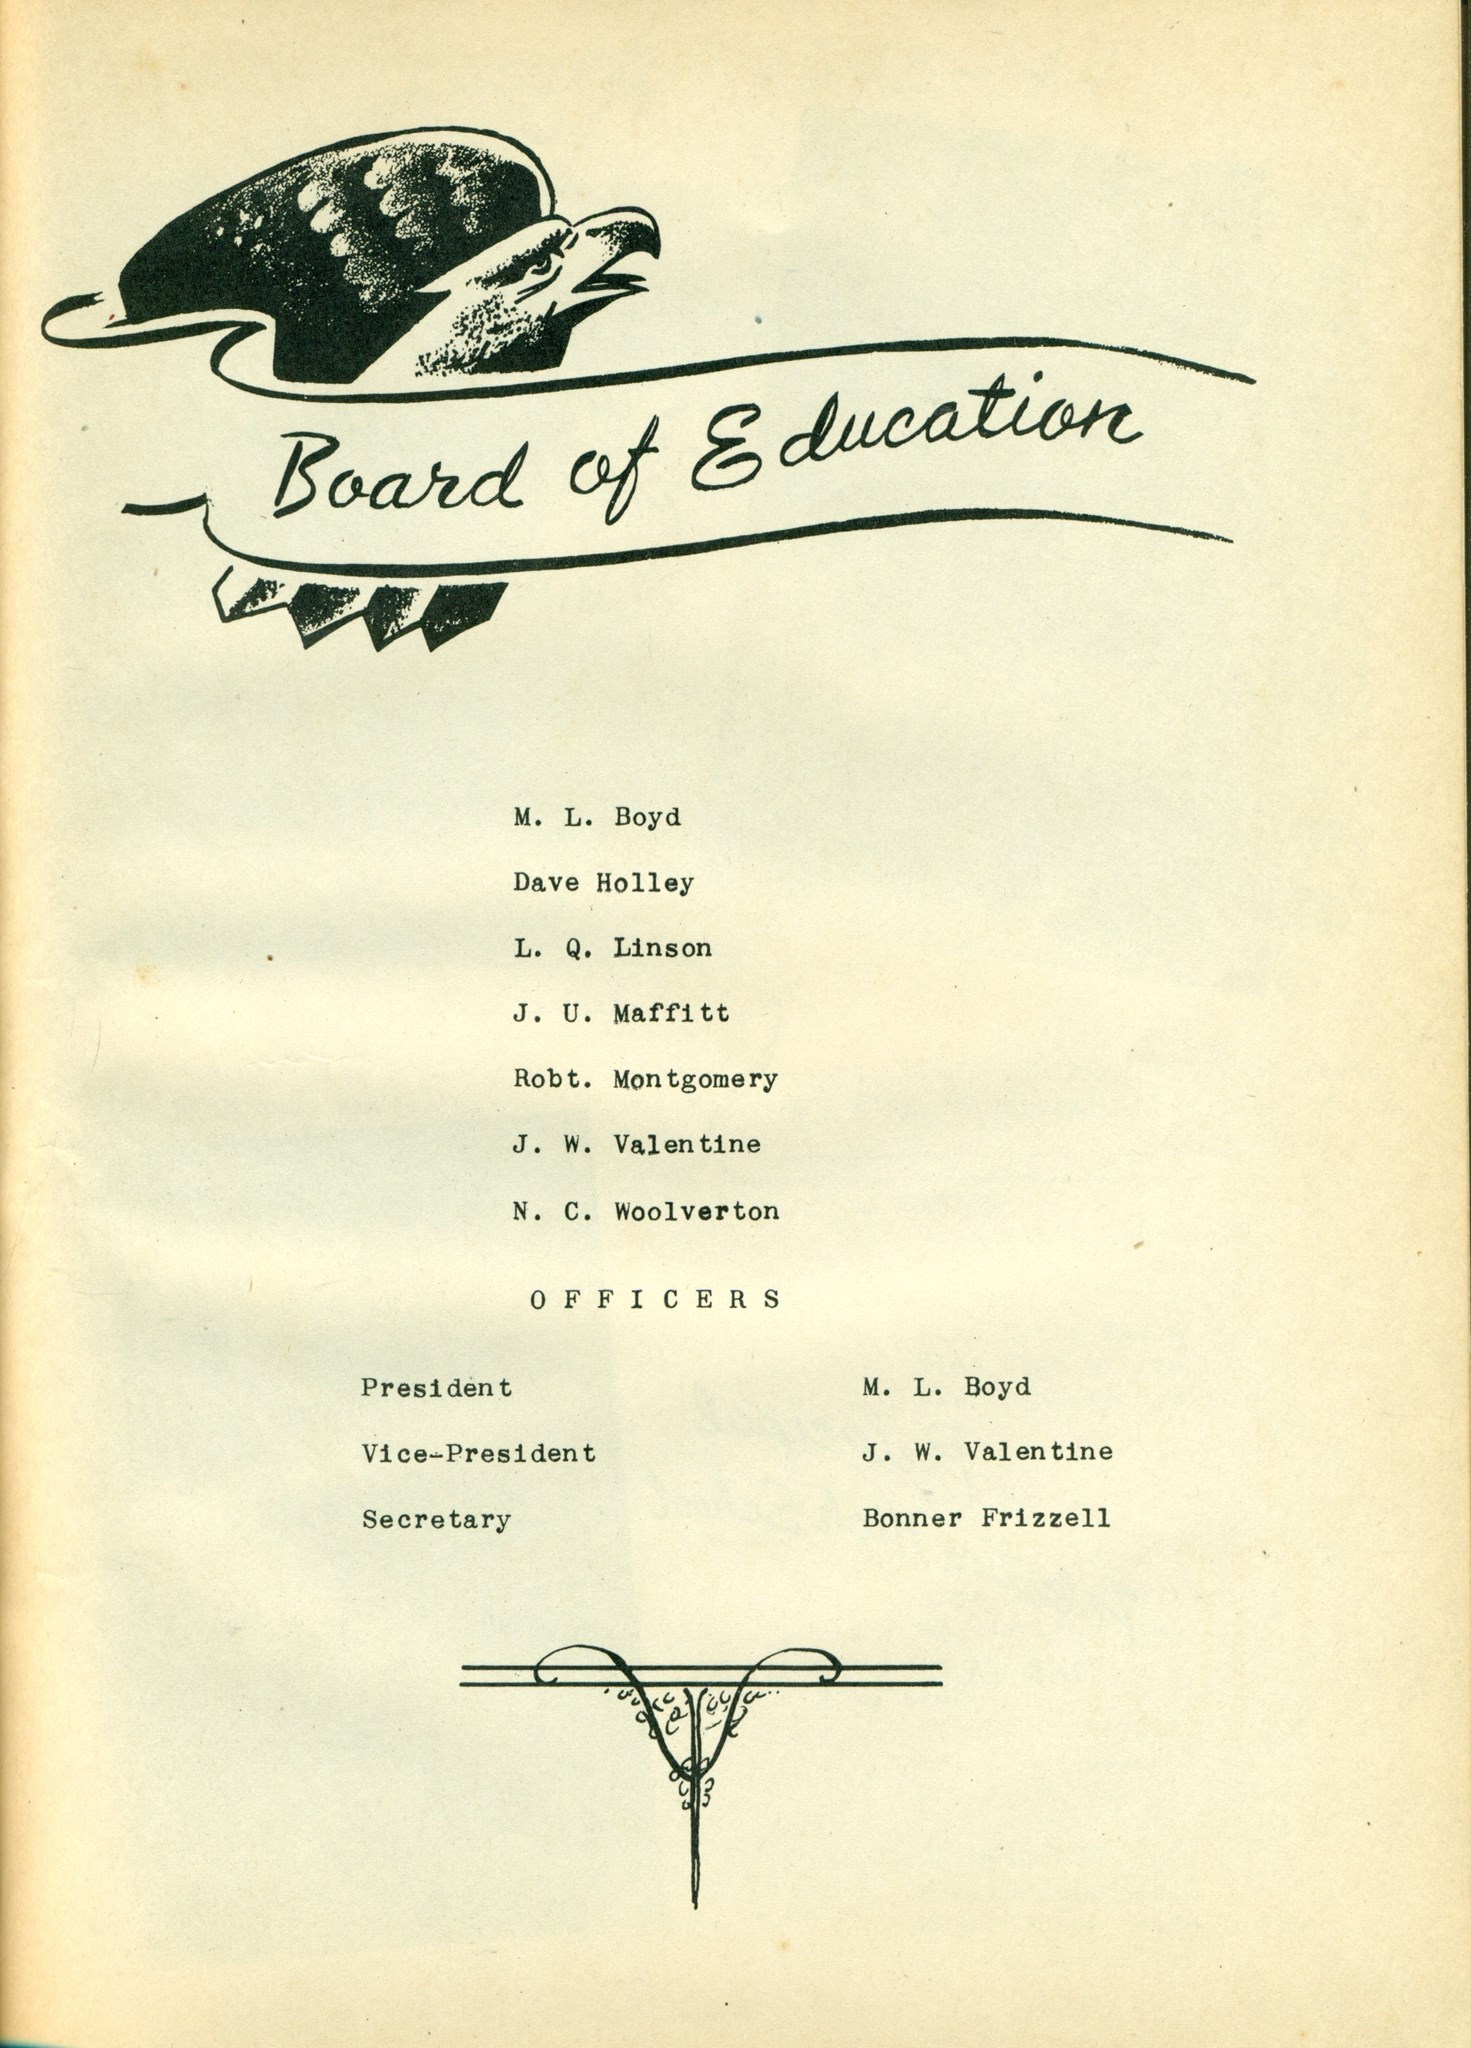 Board of Education
M. L. Boyd
Dave Holley
L. Q. Linson
J. U. Maffitt
Robt. Montgomery
J. W. Valentine
N. C. Woolverton
O F F I C E R S
President M. L. Boyd
Vice-President J. W. Valentine
Secretary Bonner Frizzell